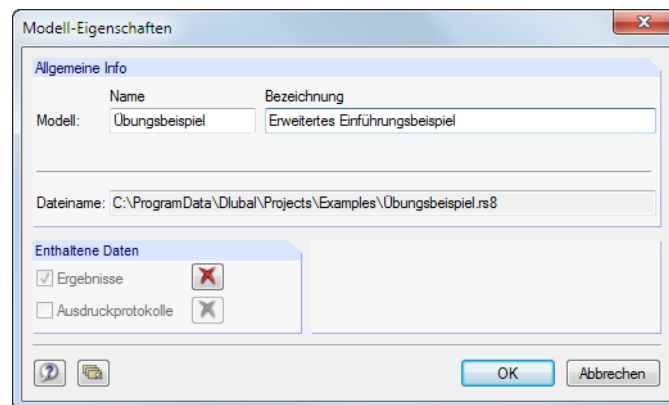 Modell-Eigenschaften
Allgemeine Info
Name Bezeichnung
Modell: Übungsbeispiel Erweitertes Einführungsbeispiel
Dateiname: C:\ProgramData\Dlubal\Projects\Examples\Übungsbeispiel.rs8
Enthaltene Daten
Ergebnisse
Ausdruckprotokolle
OK Abbrechen